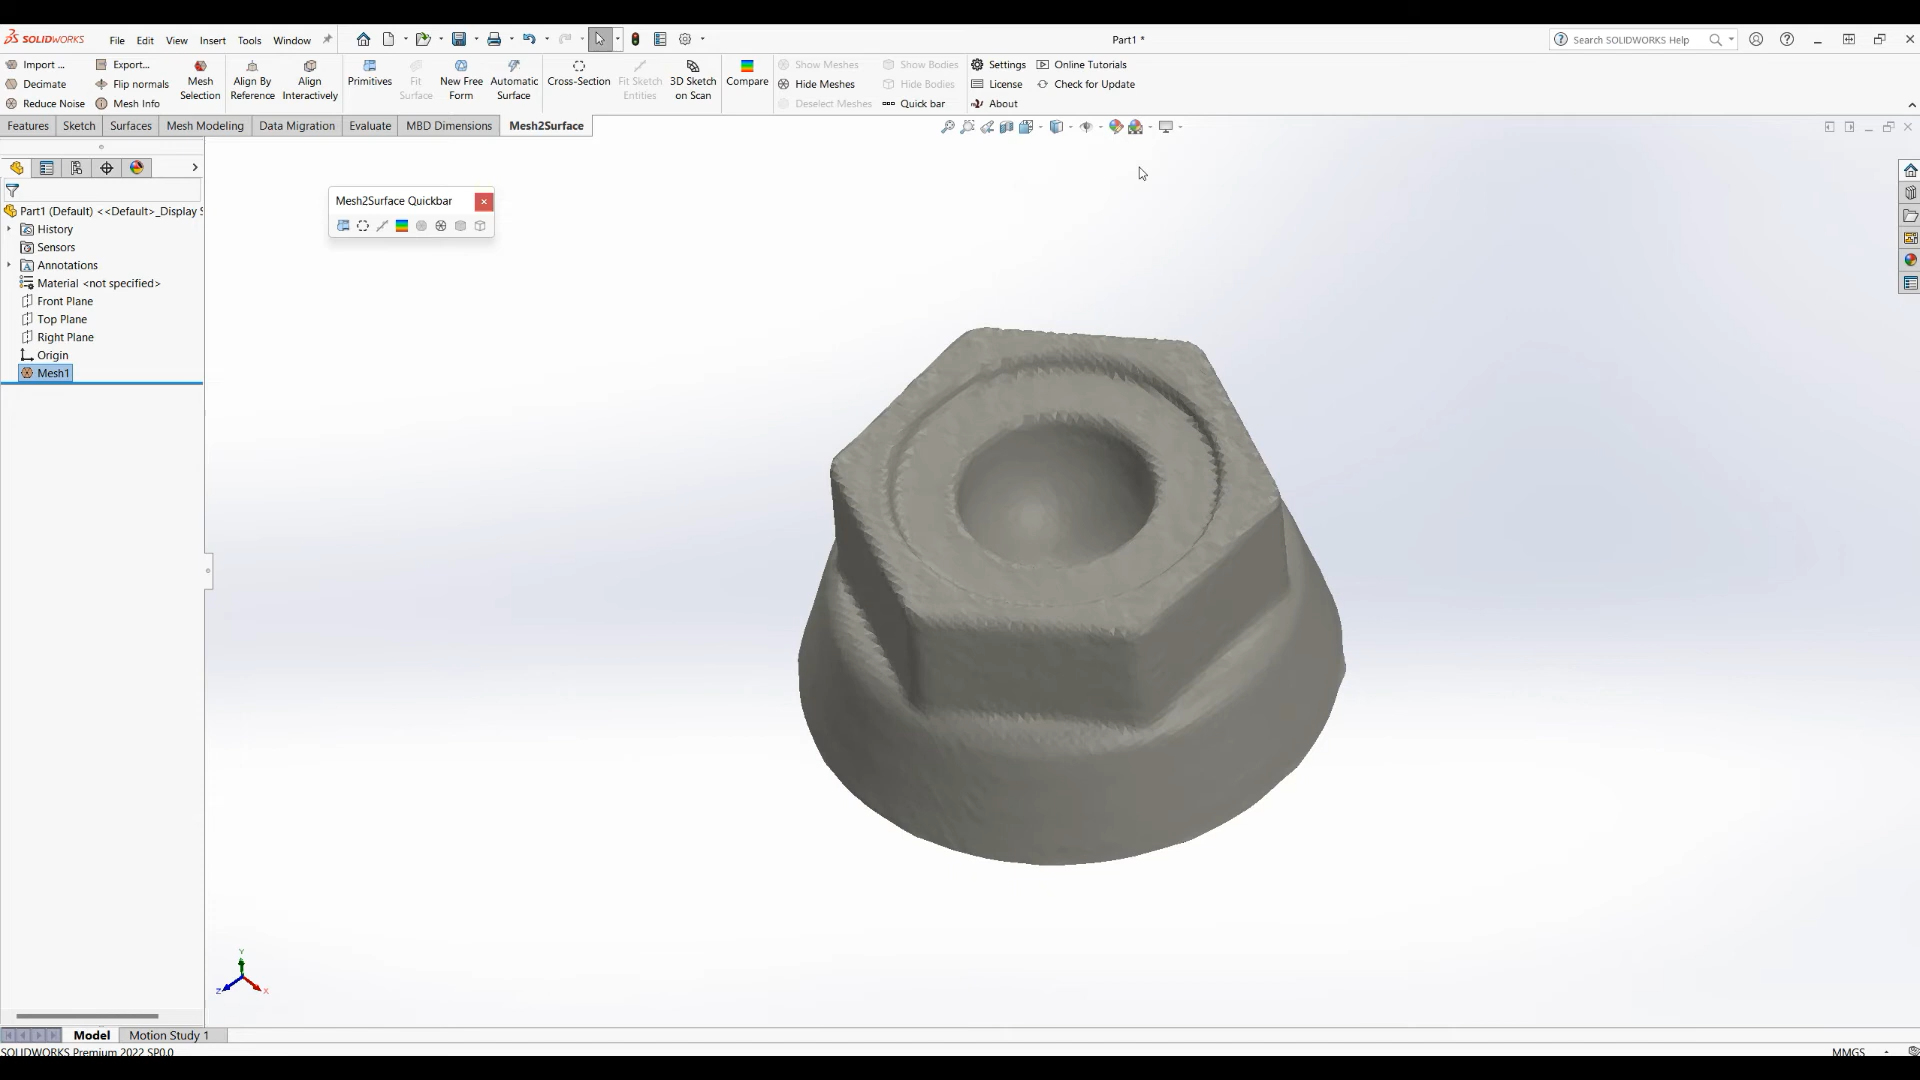 SOLIDWORKS File Edit View Insert Tools Window Part1 * Search SOLIDWORKS Help
Import ... Export...
Decimate Flip normals
Reduce Noise Mesh Info
Mesh Selection
Align By Reference
Align Interactively
Primitives
Fit Surface
New Free Form
Automatic Surface
Cross-Section
Fit Sketch Entities
3D Sketch on Scan
Compare
Show Meshes Show Bodies Settings Online Tutorials
Hide Meshes Hide Bodies License Check for Update
Deselect Meshes Quick bar About
Features Sketch Surfaces Mesh Modeling Data Migration Evaluate MBD Dimensions Mesh2Surface
Mesh2Surface Quickbar
Part1 (Default) <<Default>_Display S
History
Sensors
Annotations
Material <not specified>
Front Plane
Top Plane
Right Plane
Origin
Mesh1
Y
Z X
Model Motion Study 1
SOLIDWORKS Premium 2022 SP0.0 MMGS